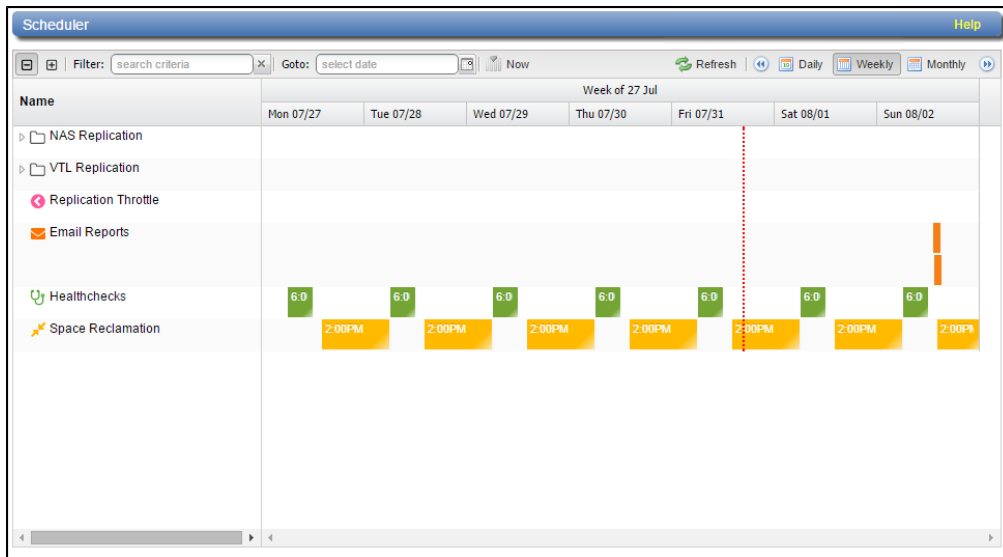 Scheduler Help
Filter: search criteria Goto: select date Now Refresh Daily Weekly Monthly
Name
Week of 27 Jul
Mon 07/27 Tue 07/28 Wed 07/29 Thu 07/30 Fri 07/31 Sat 08/01 Sun 08/02
NAS Replication
VTL Replication
Replication Throttle
Email Reports
Healthchecks 6:0 6:0 6:0 6:0 6:0 6:0 6:0
Space Reclamation 2:00PM 2:00PM 2:00PM 2:00PM 2:00PM 2:00PM 2:00P